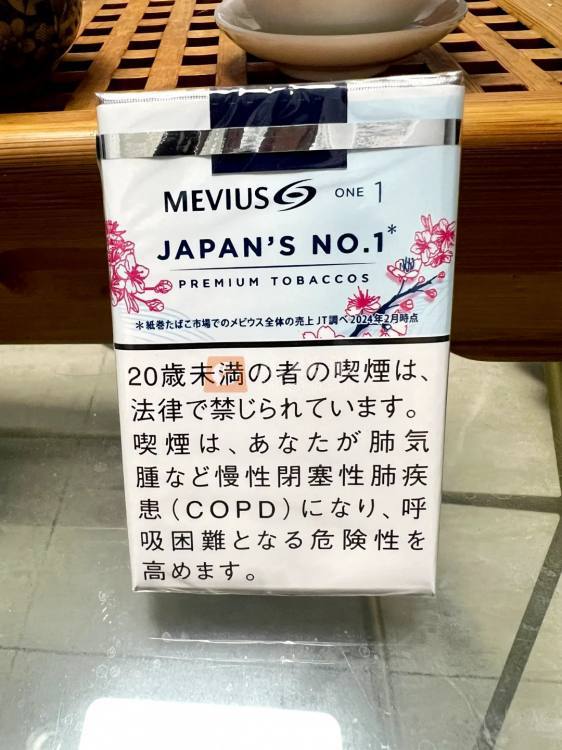 MEVIUS ONE 1
JAPAN'S NO.1*
PREMIUM TOBACCOS
*紙巻たばこ市場でのメビウス全体の売上 JT調べ 2024年2月時点
20歳未満の者の喫煙は、
法律で禁じられています。
喫煙は、あなたが肺気
腫など慢性閉塞性肺疾
患(COPD)になり、呼
吸困難となる危険性を
高めます。